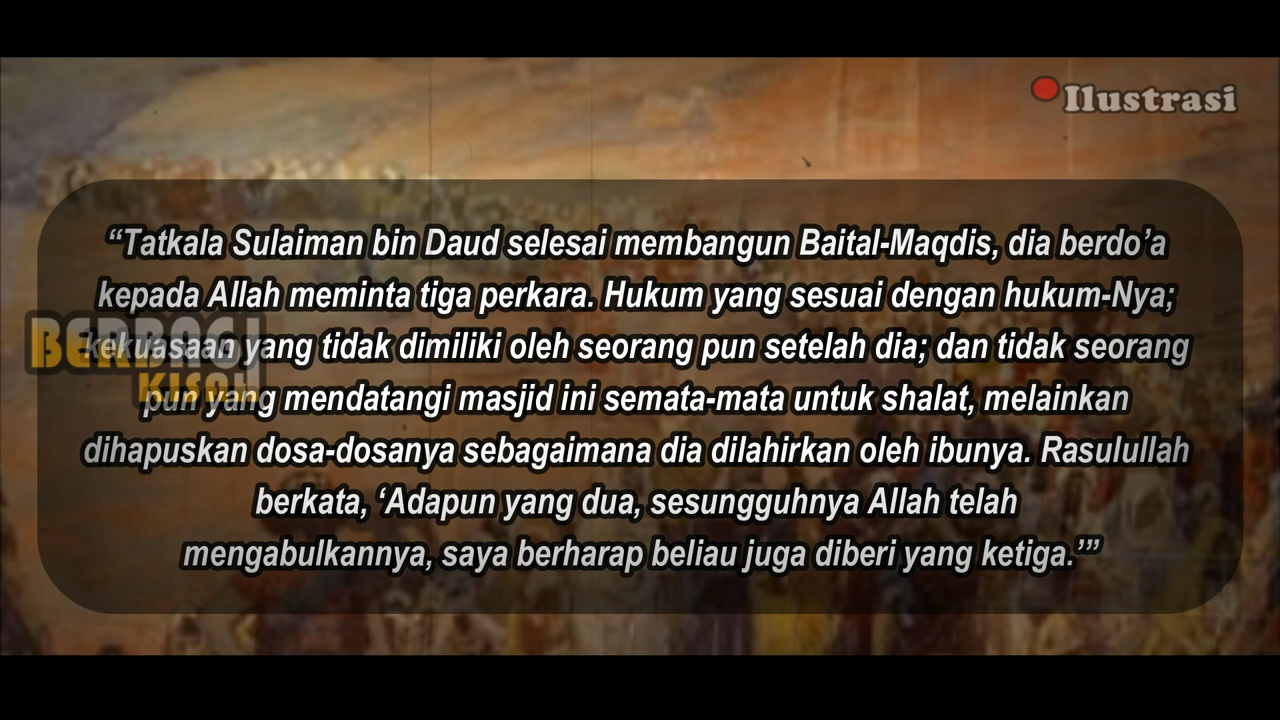 Ilustrasi
“Tatkala Sulaiman bin Daud selesai membangun Baital-Maqdis, dia berdo’a
kepada Allah meminta tiga perkara. Hukum yang sesuai dengan hukum-Nya;
kekuasaan yang tidak dimiliki oleh seorang pun setelah dia; dan tidak seorang
pun yang mendatangi masjid ini semata-mata untuk shalat, melainkan
dihapuskan dosa-dosanya sebagaimana dia dilahirkan oleh ibunya. Rasulullah
berkata, ‘Adapun yang dua, sesungguhnya Allah telah
mengabulkannya, saya berharap beliau juga diberi yang ketiga.’”
BERBAGI
KISAH